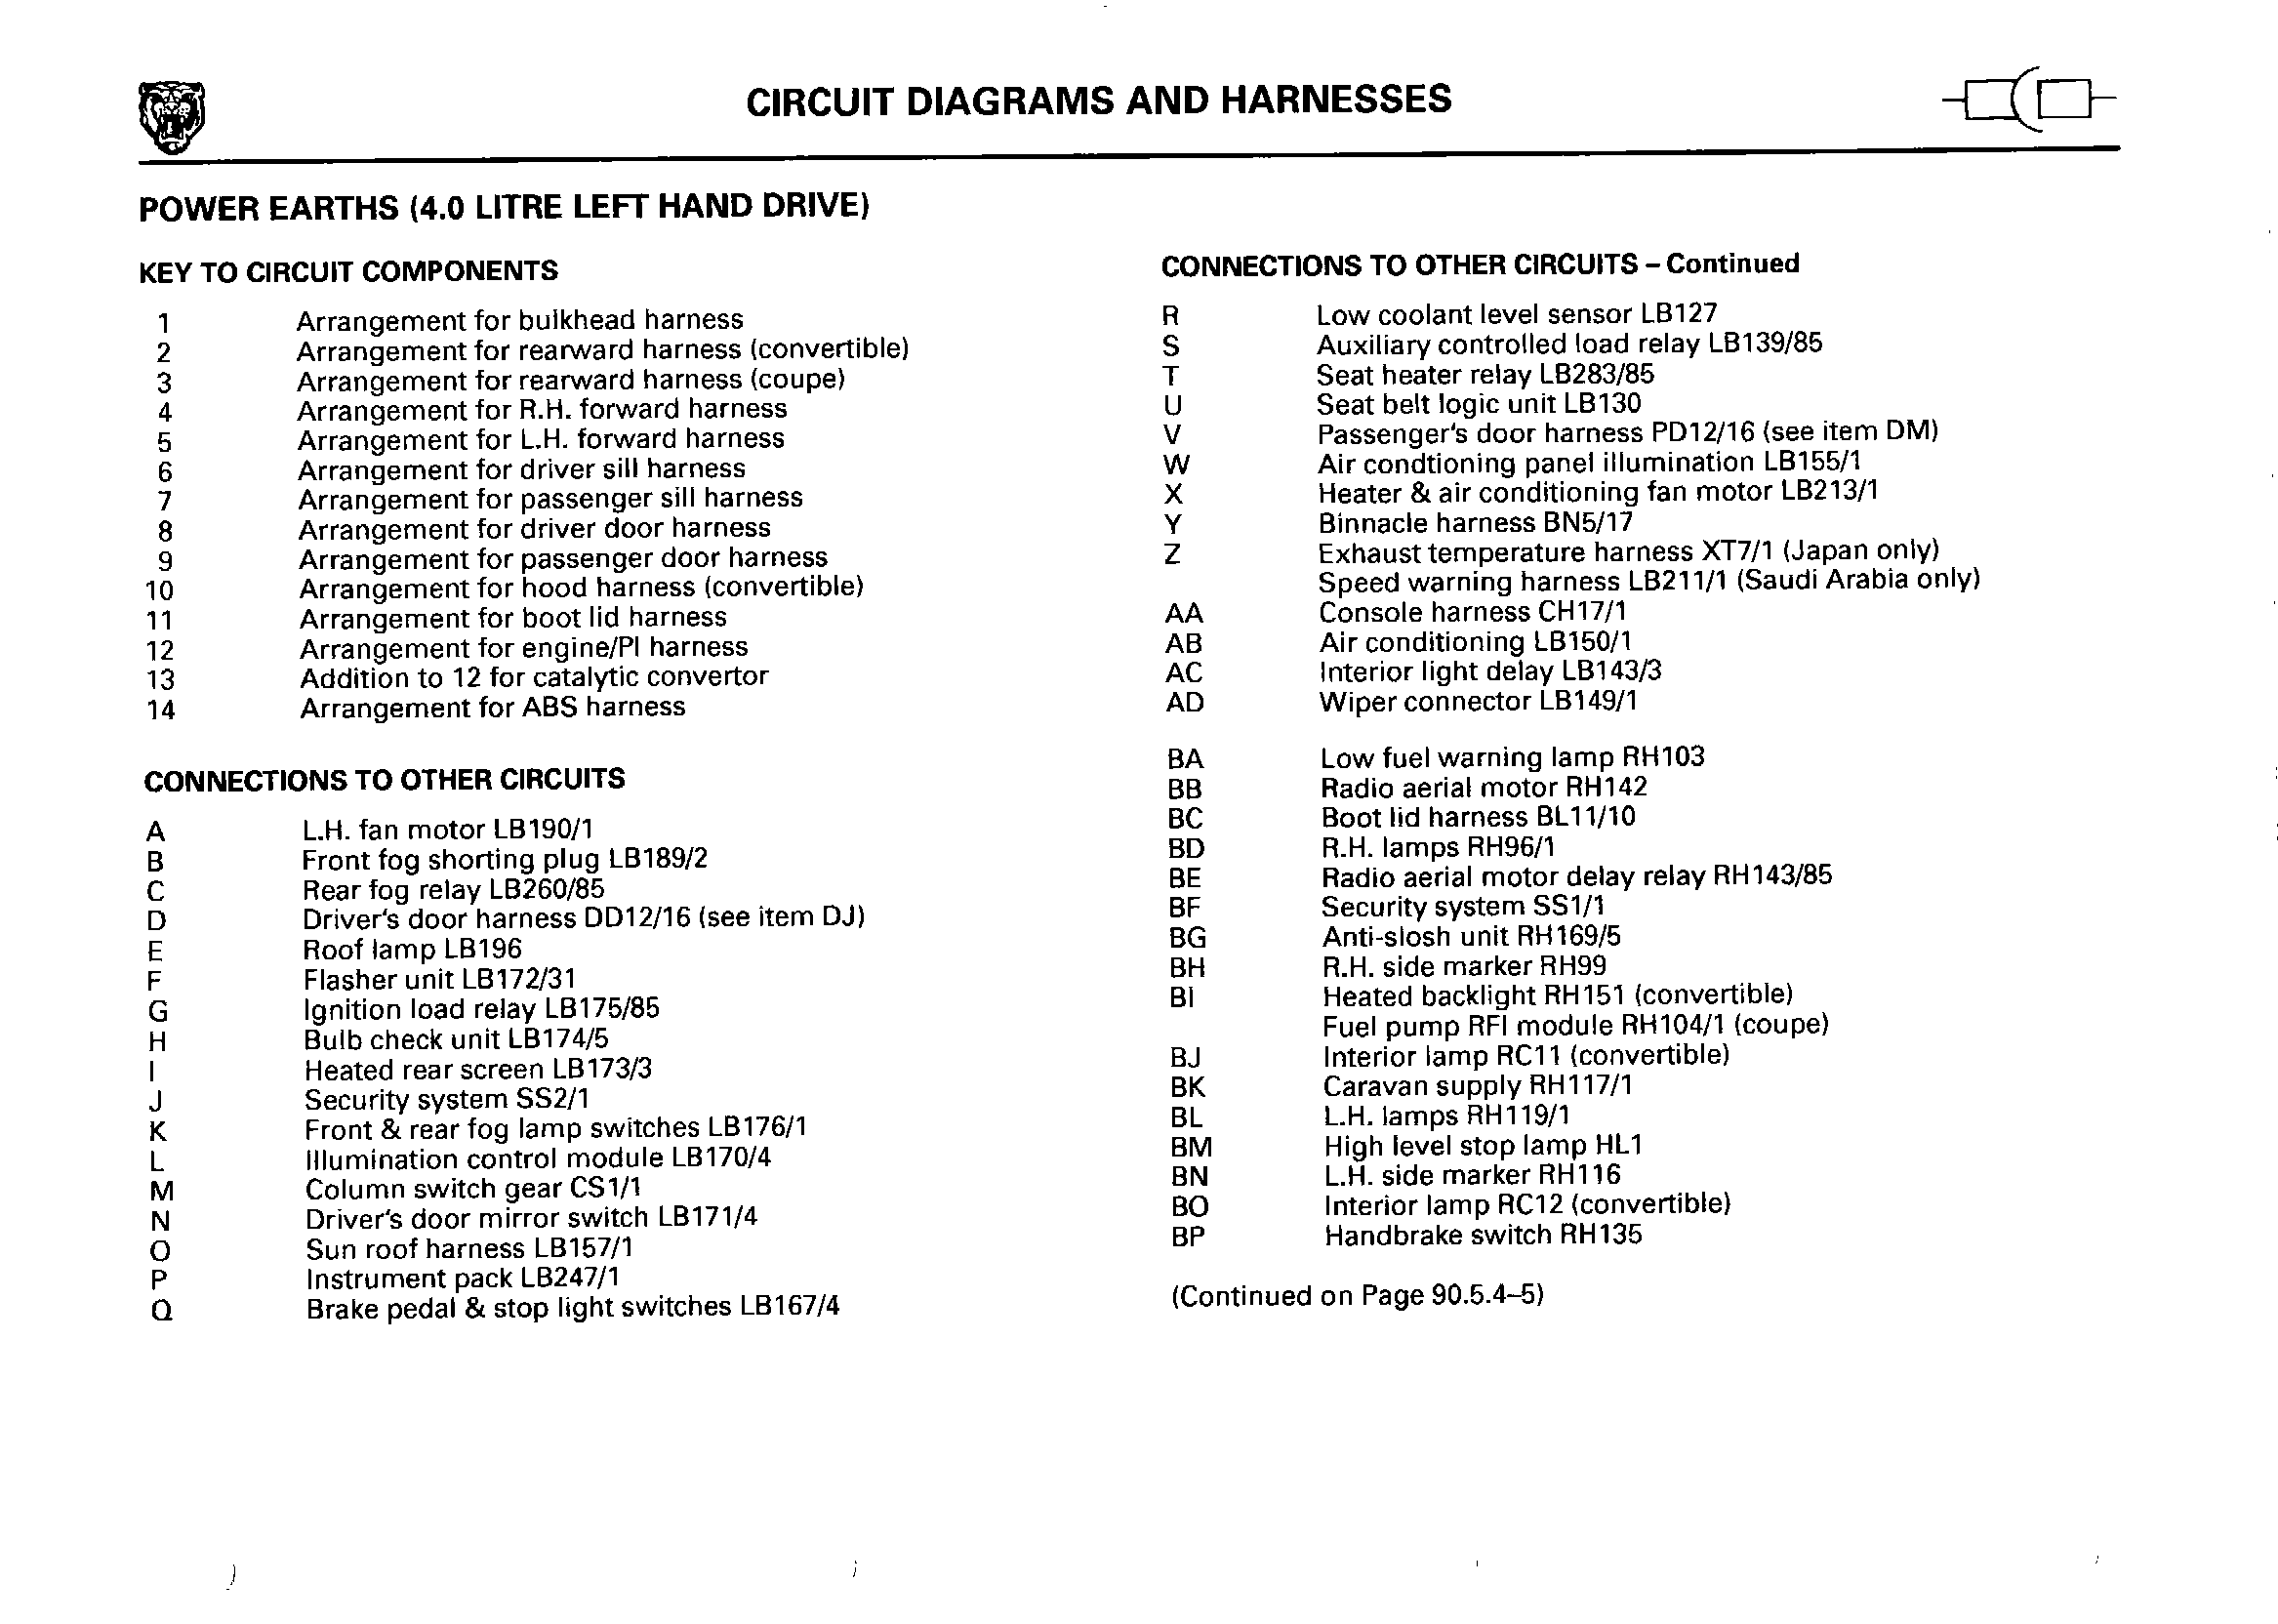 CIRCUIT DIAGRAMS AND HARNESSES
POWER EARTHS (4.0 LITRE LEFT HAND DRIVE)
KEY TO CIRCUIT COMPONENTS
1 Arrangement for bulkhead harness
2 Arrangement for rearward harness (convertible)
3 Arrangement for rearward harness (coupe)
4 Arrangement for R.H. forward harness
5 Arrangement for L.H. forward harness
6 Arrangement for driver sill harness
7 Arrangement for passenger sill harness
8 Arrangement for driver door harness
9 Arrangement for passenger door harness
10 Arrangement for hood harness (convertible)
11 Arrangement for boot lid harness
12 Arrangement for engine/PI harness
13 Addition to 12 for catalytic convertor
14 Arrangement for ABS harness
CONNECTIONS TO OTHER CIRCUITS
A L.H. fan motor LB190/1
B Front fog shorting plug LB189/2
C Rear fog relay LB260/85
D Driver's door harness DD12/16 (see item DJ)
E Roof lamp LB196
F Flasher unit LB172/31
G Ignition load relay LB175/85
H Bulb check unit LB174/5
I Heated rear screen LB173/3
J Security system SS2/1
K Front & rear fog lamp switches LB176/1
L Illumination control module LB170/4
M Column switch gear CS1/1
N Driver's door mirror switch LB171/4
O Sun roof harness LB157/1
P Instrument pack LB247/1
Q Brake pedal & stop light switches LB167/4
CONNECTIONS TO OTHER CIRCUITS – Continued
R Low coolant level sensor LB127
S Auxiliary controlled load relay LB139/85
T Seat heater relay LB283/85
U Seat belt logic unit LB130
V Passenger's door harness PD12/16 (see item DM)
W Air condtioning panel illumination LB155/1
X Heater & air conditioning fan motor LB213/1
Y Binnacle harness BN5/17
Z Exhaust temperature harness XT7/1 (Japan only)
Speed warning harness LB211/1 (Saudi Arabia only)
AA Console harness CH17/1
AB Air conditioning LB150/1
AC Interior light delay LB143/3
AD Wiper connector LB149/1
BA Low fuel warning lamp RH103
BB Radio aerial motor RH142
BC Boot lid harness BL11/10
BD R.H. lamps RH96/1
BE Radio aerial motor delay relay RH143/85
BF Security system SS1/1
BG Anti-slosh unit RH169/5
BH R.H. side marker RH99
BI Heated backlight RH151 (convertible)
Fuel pump RFI module RH104/1 (coupe)
BJ Interior lamp RC11 (convertible)
BK Caravan supply RH117/1
BL L.H. lamps RH119/1
BM High level stop lamp HL1
BN L.H. side marker RH116
BO Interior lamp RC12 (convertible)
BP Handbrake switch RH135
(Continued on Page 90.5.4–5)